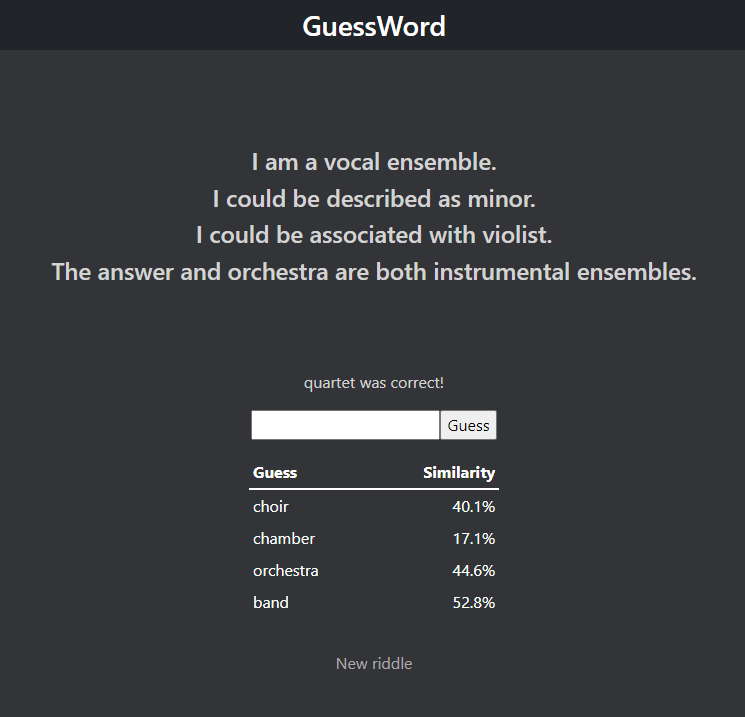 GuessWord
I am a vocal ensemble.
I could be described as minor.
I could be associated with violist.
The answer and orchestra are both instrumental ensembles.
quartet was correct!
Guess
Guess Similarity
choir 40.1%
chamber 17.1%
orchestra 44.6%
band 52.8%
New riddle